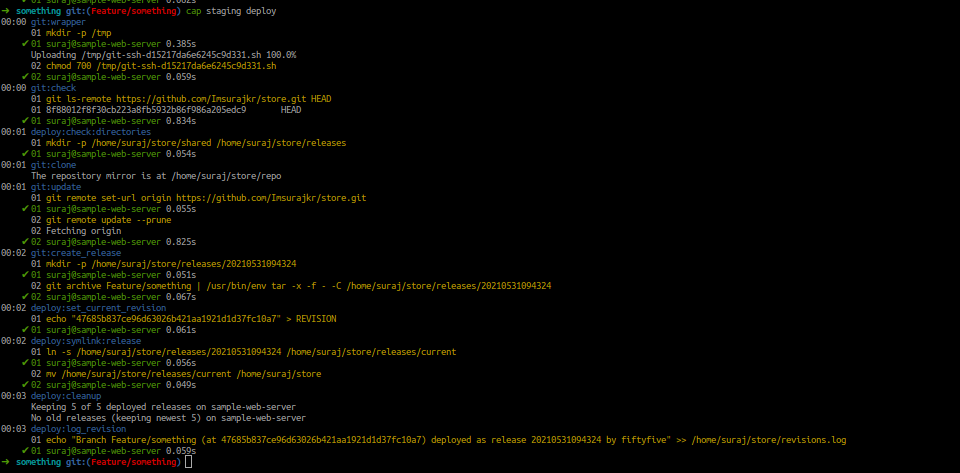 ➜ something git:(Feature/something) cap staging deploy
00:00 git:wrapper
01 mkdir -p /tmp
✔ 01 suraj@sample-web-server 0.385s
Uploading /tmp/git-ssh-d15217da6e6245c9d331.sh 100.0%
02 chmod 700 /tmp/git-ssh-d15217da6e6245c9d331.sh
✔ 02 suraj@sample-web-server 0.059s
00:00 git:check
01 git ls-remote https://github.com/Imsurajkr/store.git HEAD
01 8f88012f8f30cb223a8fb5932b86f986a205edc9 HEAD
✔ 01 suraj@sample-web-server 0.834s
00:01 deploy:check:directories
01 mkdir -p /home/suraj/store/shared /home/suraj/store/releases
✔ 01 suraj@sample-web-server 0.054s
00:01 git:clone
The repository mirror is at /home/suraj/store/repo
00:01 git:update
01 git remote set-url origin https://github.com/Imsurajkr/store.git
✔ 01 suraj@sample-web-server 0.055s
02 git remote update --prune
02 Fetching origin
✔ 02 suraj@sample-web-server 0.825s
00:02 git:create_release
01 mkdir -p /home/suraj/store/releases/20210531094324
✔ 01 suraj@sample-web-server 0.051s
02 git archive Feature/something | /usr/bin/env tar -x -f - -C /home/suraj/store/releases/20210531094324
✔ 02 suraj@sample-web-server 0.067s
00:02 deploy:set_current_revision
01 echo "47685b837ce96d63026b421aa1921d1d37fc10a7" > REVISION
✔ 01 suraj@sample-web-server 0.061s
00:02 deploy:symlink:release
01 ln -s /home/suraj/store/releases/20210531094324 /home/suraj/store/releases/current
✔ 01 suraj@sample-web-server 0.056s
02 mv /home/suraj/store/releases/current /home/suraj/store
✔ 02 suraj@sample-web-server 0.049s
00:03 deploy:cleanup
Keeping 5 of 5 deployed releases on sample-web-server
No old releases (keeping newest 5) on sample-web-server
00:03 deploy:log_revision
01 echo "Branch Feature/something (at 47685b837ce96d63026b421aa1921d1d37fc10a7) deployed as release 20210531094324 by fiftyfive" >> /home/suraj/store/revisions.log
✔ 01 suraj@sample-web-server 0.059s
➜ something git:(Feature/something)